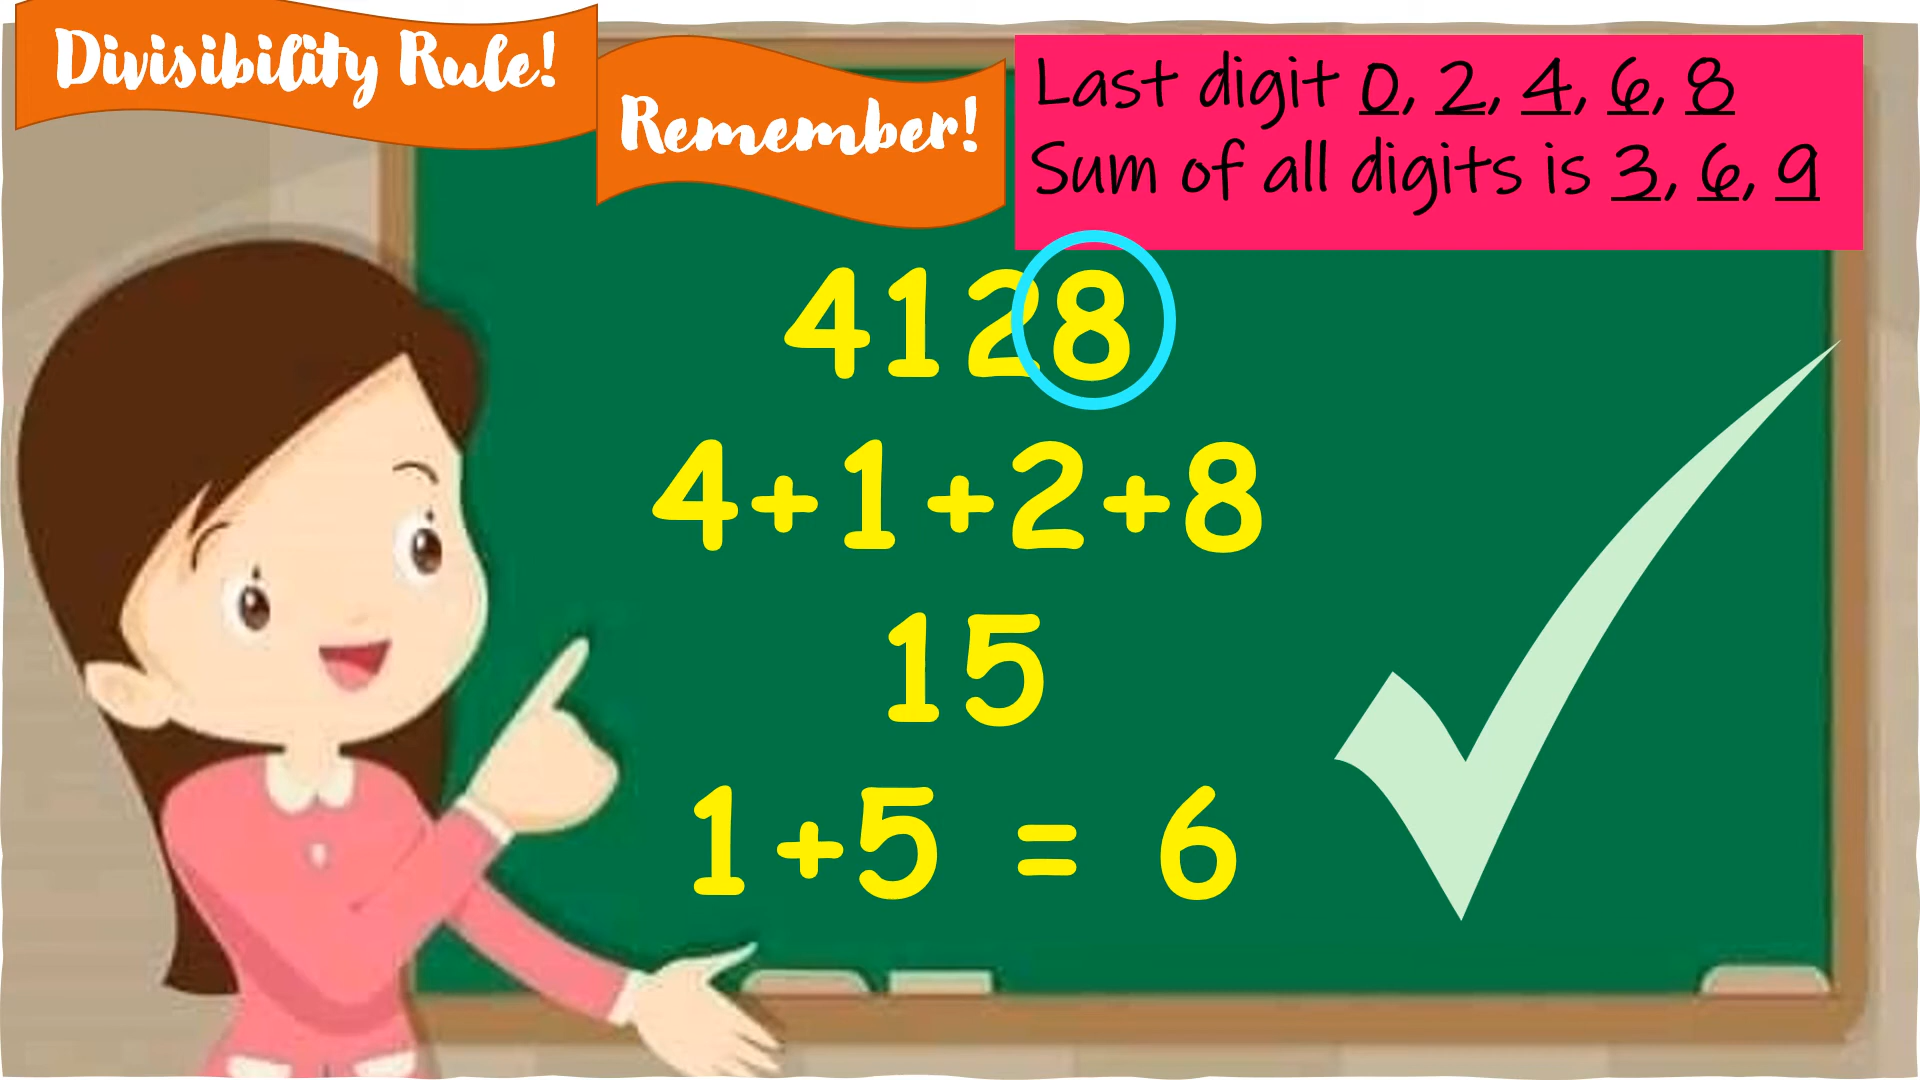 Divisibility Rule!
Remember!
Last digit 0, 2, 4, 6, 8
Sum of all digits is 3, 6, 9
4128
4+1+2+8
15
1+5 = 6